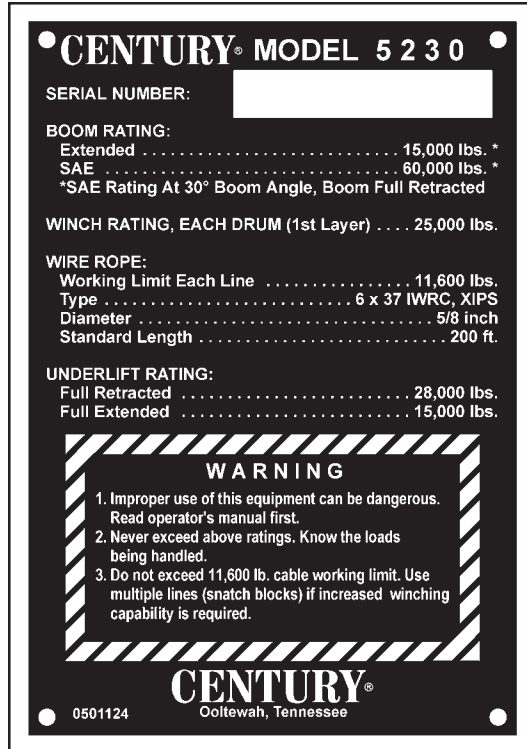 CENTURY® MODEL 5230
SERIAL NUMBER:
BOOM RATING:
Extended . . . . . . . . . . . . . . . . . . . . . . . . . . . 15,000 lbs. *
SAE . . . . . . . . . . . . . . . . . . . . . . . . . . . . . . . 60,000 lbs. *
*SAE Rating At 30° Boom Angle, Boom Full Retracted
WINCH RATING, EACH DRUM (1st Layer) . . . . 25,000 lbs.
WIRE ROPE:
Working Limit Each Line . . . . . . . . . . . . . . . 11,600 lbs.
Type . . . . . . . . . . . . . . . . . . . . . . . . . . 6 x 37 IWRC, XIPS
Diameter . . . . . . . . . . . . . . . . . . . . . . . . . . . . . 5/8 inch
Standard Length . . . . . . . . . . . . . . . . . . . . . . . . . 200 ft.
UNDERLIFT RATING:
Full Retracted . . . . . . . . . . . . . . . . . . . . . . . 28,000 lbs.
Full Extended . . . . . . . . . . . . . . . . . . . . . . . 15,000 lbs.
WARNING
1. Improper use of this equipment can be dangerous.
Read operator's manual first.
2. Never exceed above ratings. Know the loads
being handled.
3. Do not exceed 11,600 lb. cable working limit. Use
multiple lines (snatch blocks) if increased winching
capability is required.
CENTURY®
Ooltewah, Tennessee
0501124